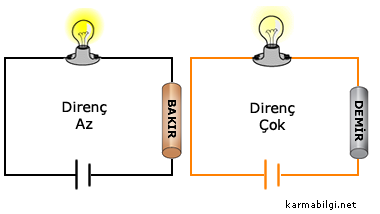 Direnç
Az
BAKIR
Direnç
Çok
DEMİR
karmabilgi.net